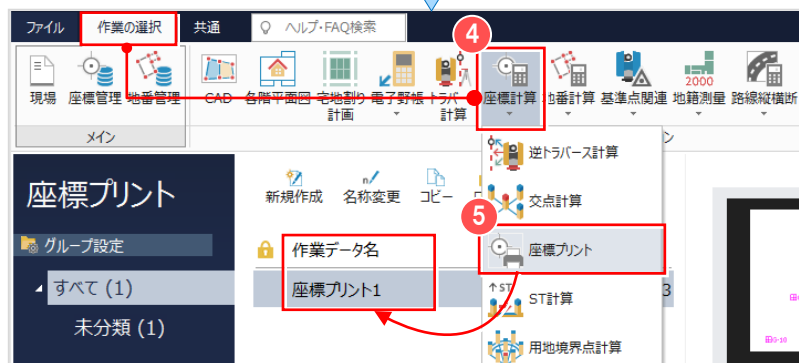 ファイル 作業の選択 共通 ヘルプ・FAQ検索
4
現場 座標管理 地番管理 CAD 各階平面図 宅地割り 電子野帳 トラバース 座標計算 地番計算 基準点関連 地籍測量 路線縦横断
計画 計算
2000
メイン
座標プリント
新規作成 名称変更 コピー
逆トラバース計算
交点計算
5
グループ設定
作業データ名
座標プリント
すべて (1)
座標プリント1
3
ST計算
未分類 (1)
用地境界点計算